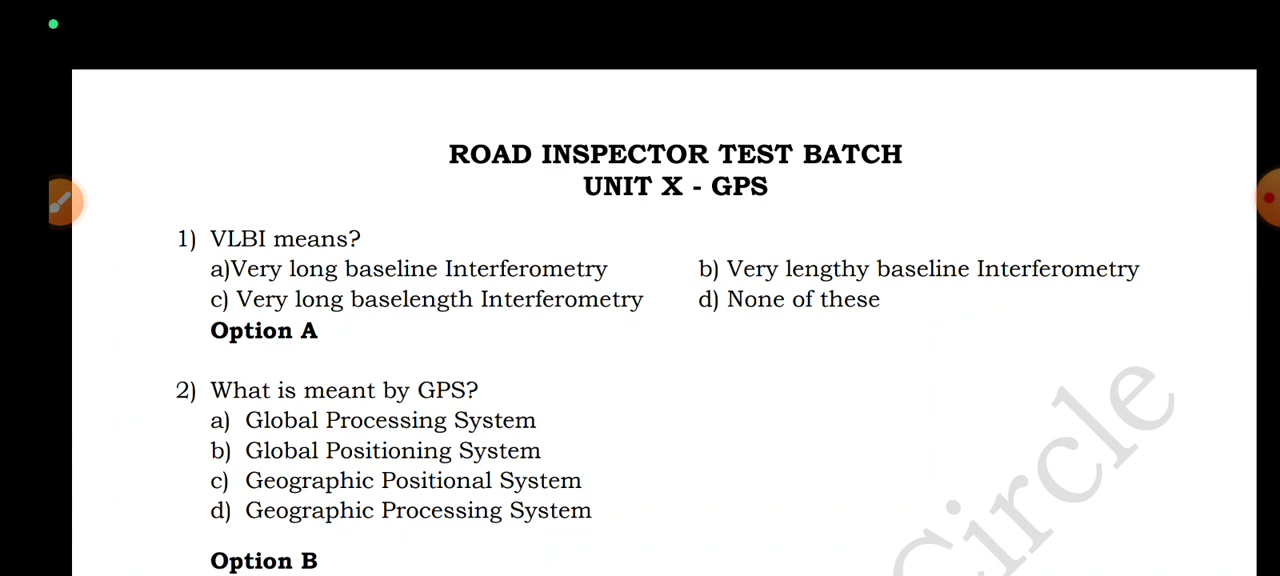 ROAD INSPECTOR TEST BATCH
UNIT X - GPS
1) VLBI means?
a)Very long baseline Interferometry b) Very lengthy baseline Interferometry
c) Very long baselength Interferometry d) None of these
Option A
2) What is meant by GPS?
a) Global Processing System
b) Global Positioning System
c) Geographic Positional System
d) Geographic Processing System
Option B
Circle